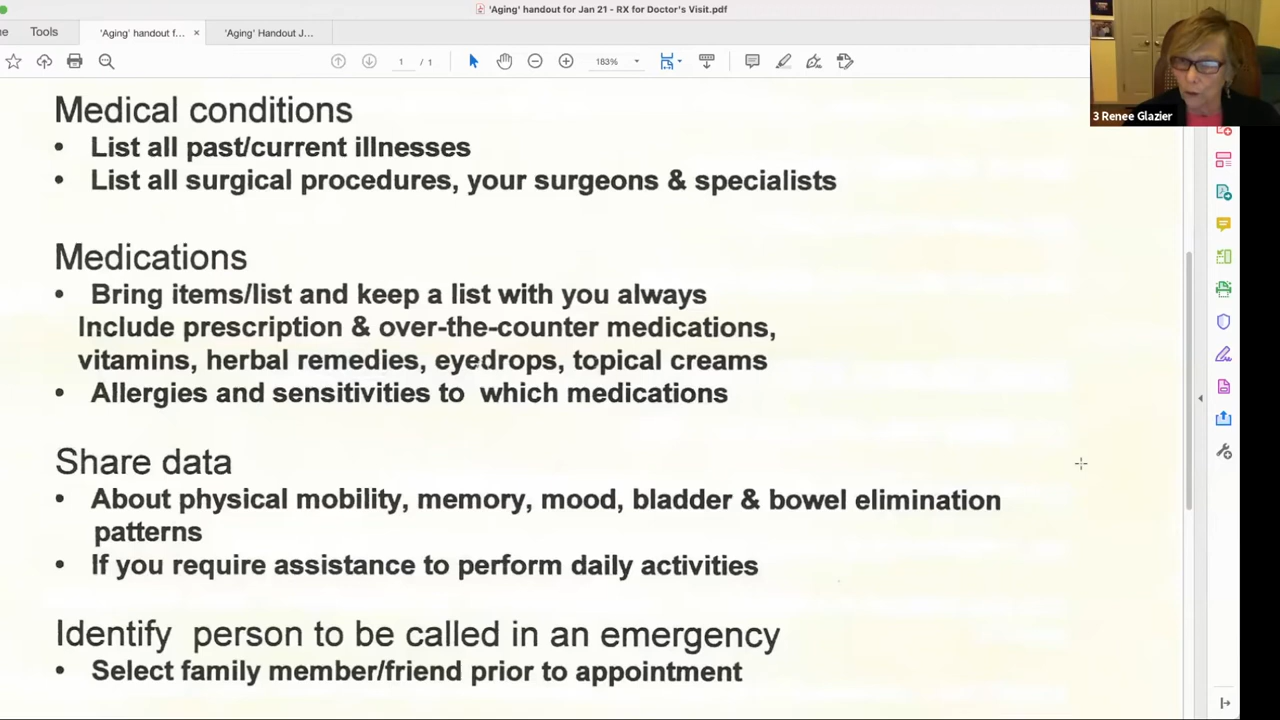 'Aging' handout for Jan 21 - RX for Doctor's Visit.pdf
Tools
'Aging' handout f...
'Aging' Handout J...
1 / 1
183%
3 Renee Glazier
Medical conditions
• List all past/current illnesses
• List all surgical procedures, your surgeons & specialists
Medications
• Bring items/list and keep a list with you always
Include prescription & over-the-counter medications,
vitamins, herbal remedies, eyedrops, topical creams
• Allergies and sensitivities to  which medications
Share data
• About physical mobility, memory, mood, bladder & bowel elimination
patterns
• If you require assistance to perform daily activities
Identify  person to be called in an emergency
• Select family member/friend prior to appointment